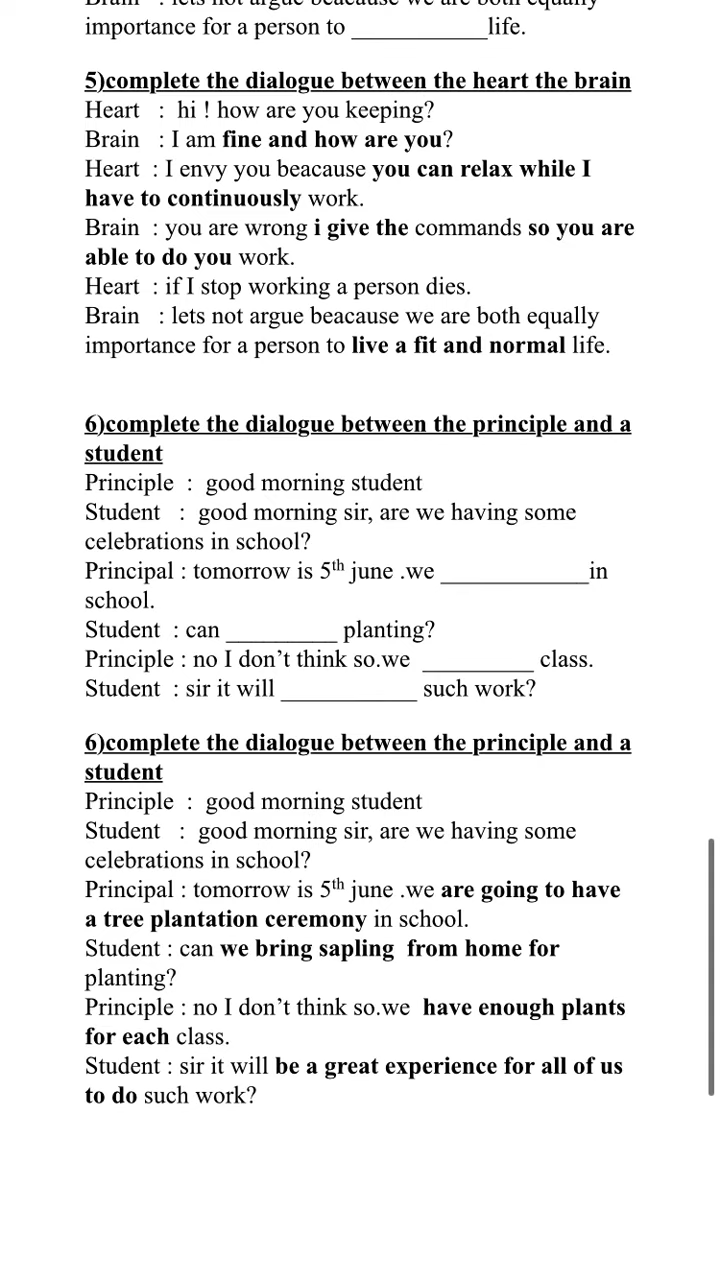 Brain : lets not argue beacause we are both equally
importance for a person to ___________life.
5)complete the dialogue between the heart the brain
Heart : hi ! how are you keeping?
Brain : I am fine and how are you?
Heart : I envy you beacause you can relax while I
have to continuously work.
Brain : you are wrong i give the commands so you are
able to do you work.
Heart : if I stop working a person dies.
Brain : lets not argue beacause we are both equally
importance for a person to live a fit and normal life.
6)complete the dialogue between the principle and a
student
Principle : good morning student
Student : good morning sir, are we having some
celebrations in school?
Principal : tomorrow is 5th june .we ____________in
school.
Student : can _________ planting?
Principle : no I don’t think so.we _________ class.
Student : sir it will ___________ such work?
6)complete the dialogue between the principle and a
student
Principle : good morning student
Student : good morning sir, are we having some
celebrations in school?
Principal : tomorrow is 5th june .we are going to have
a tree plantation ceremony in school.
Student : can we bring sapling from home for
planting?
Principle : no I don’t think so.we have enough plants
for each class.
Student : sir it will be a great experience for all of us
to do such work?